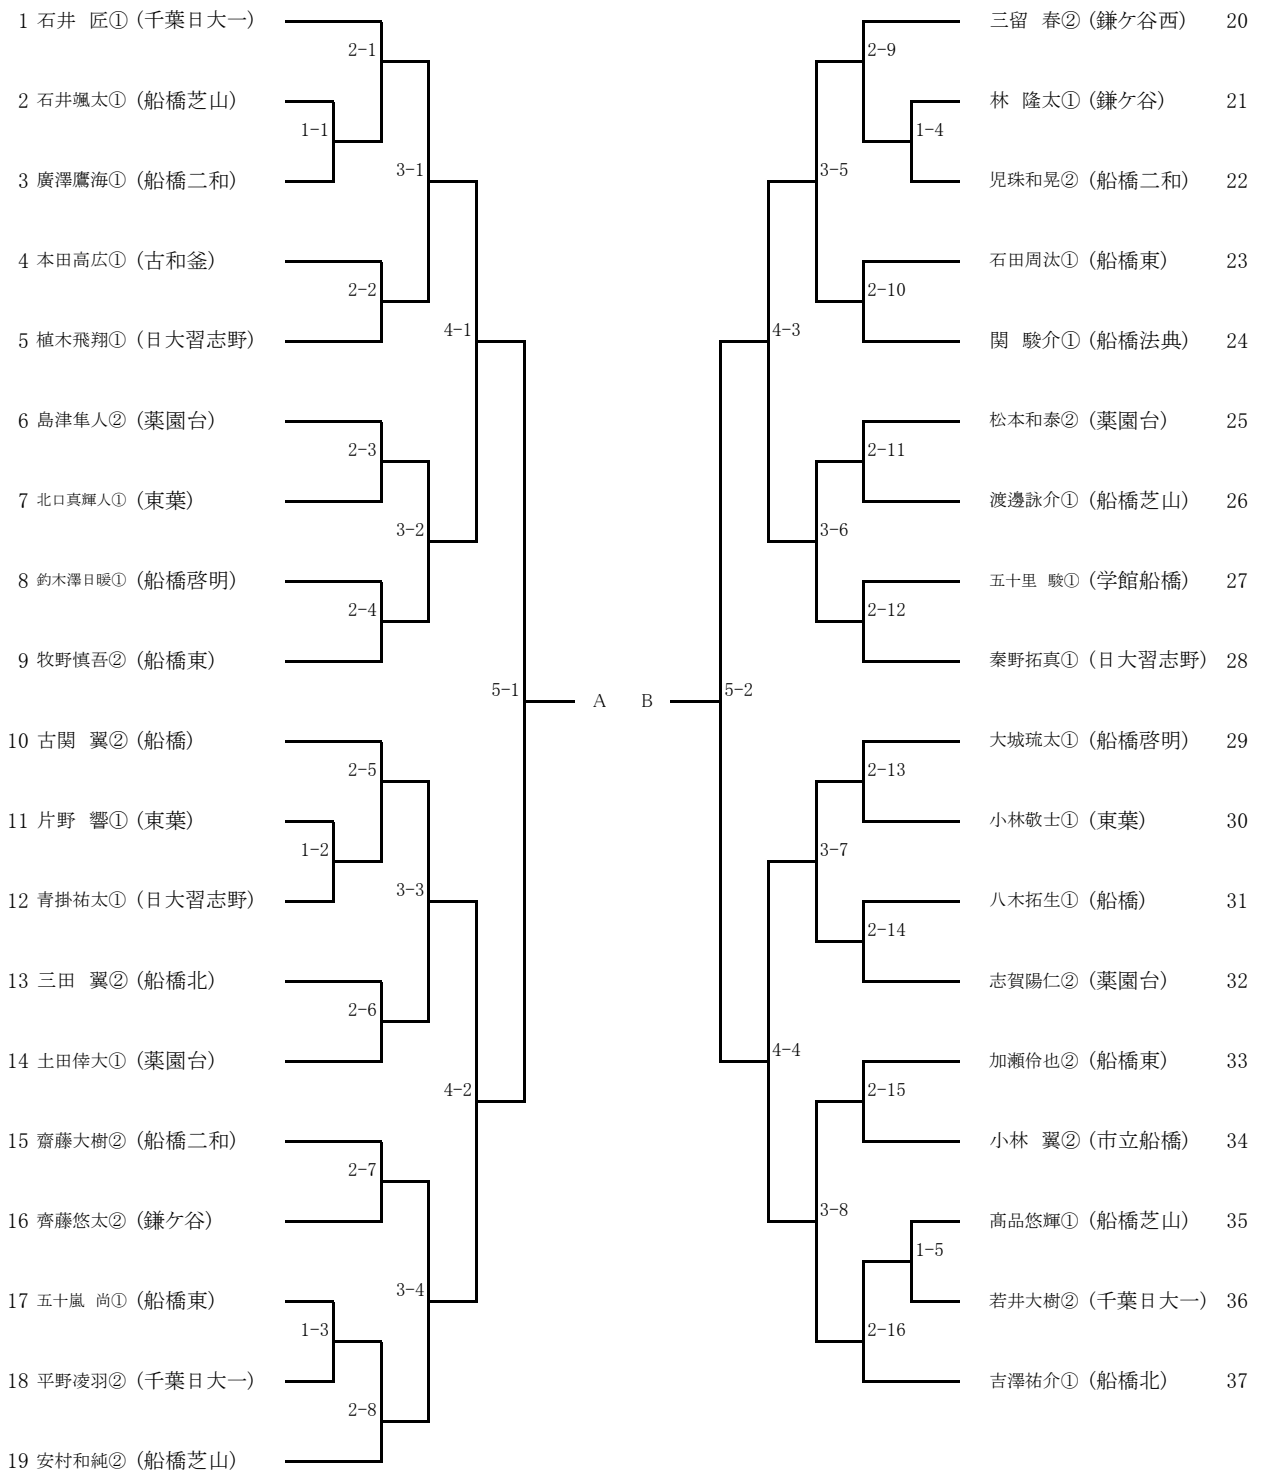 1 石井　匠① (千葉日大一)
2-1
2 石井颯太① (船橋芝山)
1-1
3 廣澤鷹海① (船橋二和)
3-1
4 本田高広① (古和釜)
2-2
5 植木飛翔① (日大習志野)
4-1
6 島津隼人② (薬園台)
2-3
7 北口真輝人① (東葉)
3-2
8 釣木澤日暖① (船橋啓明)
2-4
9 牧野慎吾② (船橋東)
5-1
A
10 古関　翼② (船橋)
2-5
11 片野　響① (東葉)
1-2
12 青掛祐太① (日大習志野)
3-3
13 三田　翼② (船橋北)
2-6
14 土田倖大① (薬園台)
4-2
15 齋藤大樹② (船橋二和)
2-7
16 齊藤悠太② (鎌ケ谷)
3-4
17 五十嵐　尚① (船橋東)
1-3
18 平野凌羽② (千葉日大一)
2-8
19 安村和純② (船橋芝山)
三留　春② (鎌ケ谷西) 20
2-9
林　隆太① (鎌ケ谷) 21
1-4
児珠和晃② (船橋二和) 22
3-5
石田周汰① (船橋東) 23
2-10
関　駿介① (船橋法典) 24
4-3
松本和泰② (薬園台) 25
2-11
渡邊詠介① (船橋芝山) 26
3-6
五十里　駿① (学館船橋) 27
2-12
秦野拓真① (日大習志野) 28
B
5-2
大城琉太① (船橋啓明) 29
2-13
小林敬士① (東葉) 30
3-7
八木拓生① (船橋) 31
2-14
志賀陽仁② (薬園台) 32
4-4
加瀬伶也② (船橋東) 33
2-15
小林　翼② (市立船橋) 34
3-8
髙品悠輝① (船橋芝山) 35
1-5
若井大樹② (千葉日大一) 36
2-16
吉澤祐介① (船橋北) 37